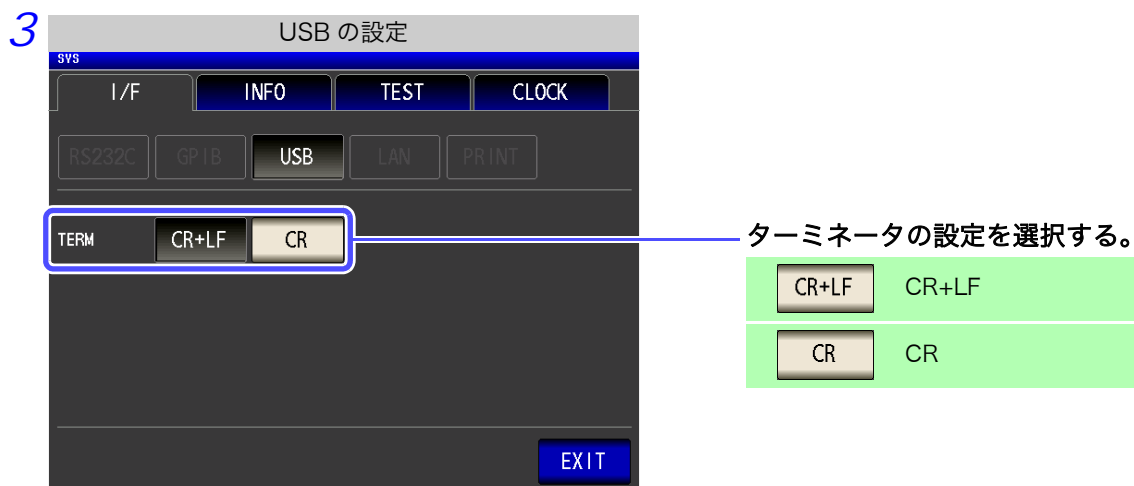 3
USB の設定
SYS
I/F INFO TEST CLOCK
RS232C GPIB USB LAN PRINT
TERM CR+LF CR
ターミネータの設定を選択する。
CR+LF CR+LF
CR CR
EXIT